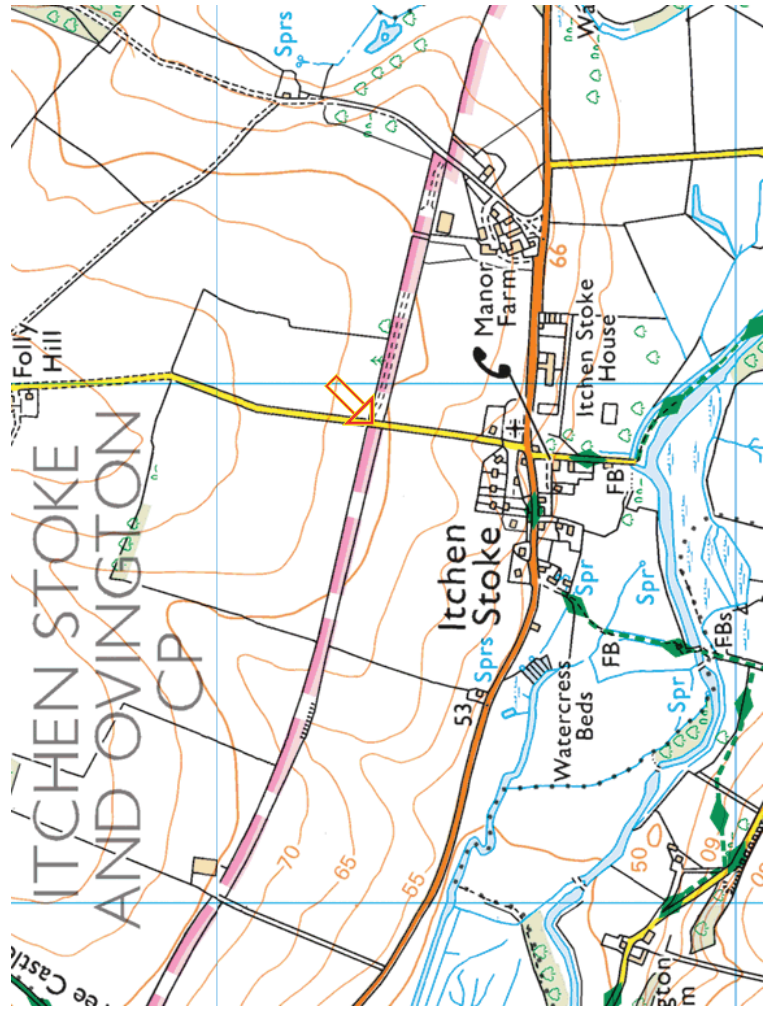 ITCHEN STOKE
AND OVINGTON
CP
Folly
Hill
Sprs
Manor
Farm
66
Itchen Stoke
House
Itchen
Stoke
FB
Spr
Spr
Sprs
53
Watercress
Beds
FB
FBs
Spr
70
65
55
50
60